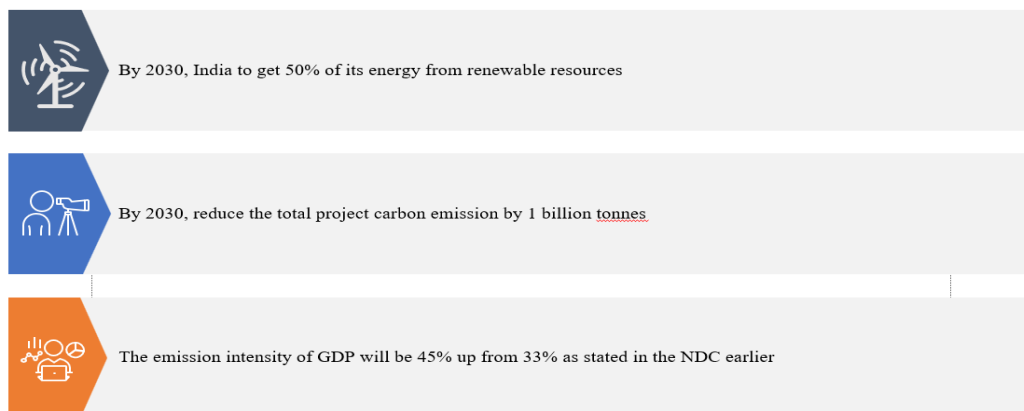 By 2030, India to get 50% of its energy from renewable resources
By 2030, reduce the total project carbon emission by 1 billion tonnes
The emission intensity of GDP will be 45% up from 33% as stated in the NDC earlier